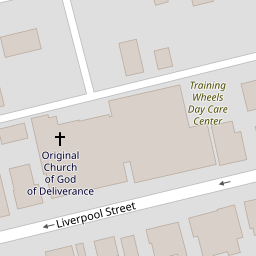 Training
Wheels
Day Care
Center
Original
Church
of God
of Deliverance
Liverpool Street